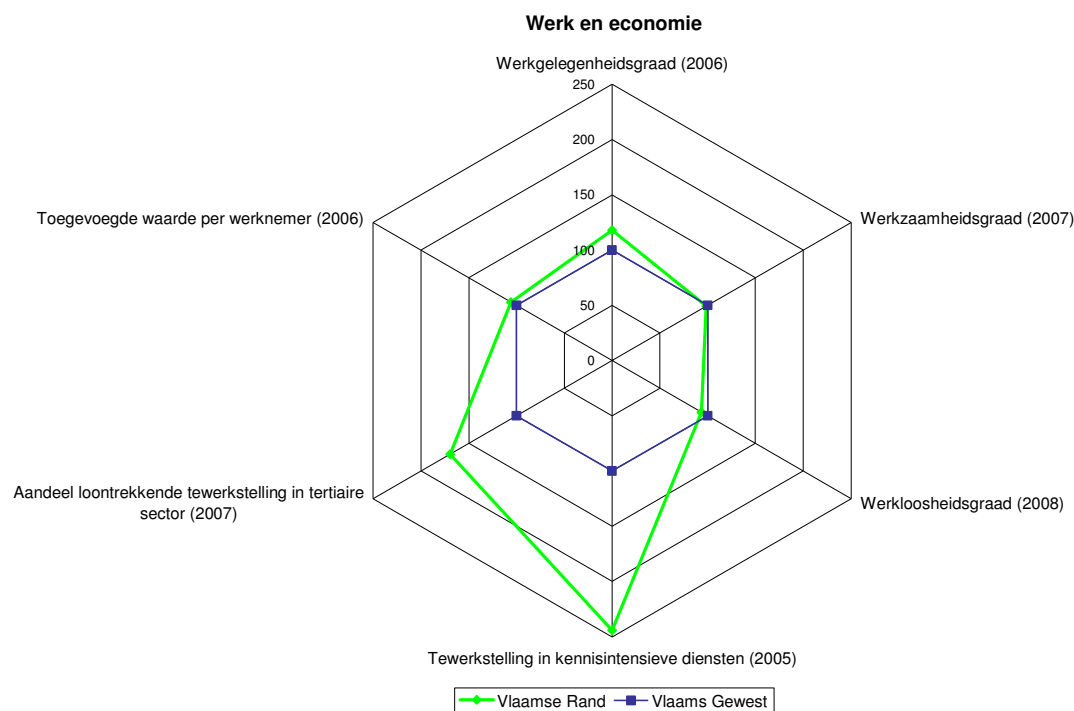 Werk en economie
Werkgelegenheidsgraad (2006)
250
200
150
100
50
0
Toegevoegde waarde per werknemer (2006)
Werkzaamheidsgraad (2007)
Aandeel loontrekkende tewerkstelling in tertiaire
sector (2007)
Werkloosheidsgraad (2008)
Tewerkstelling in kennisintensieve diensten (2005)
Vlaamse Rand
Vlaams Gewest